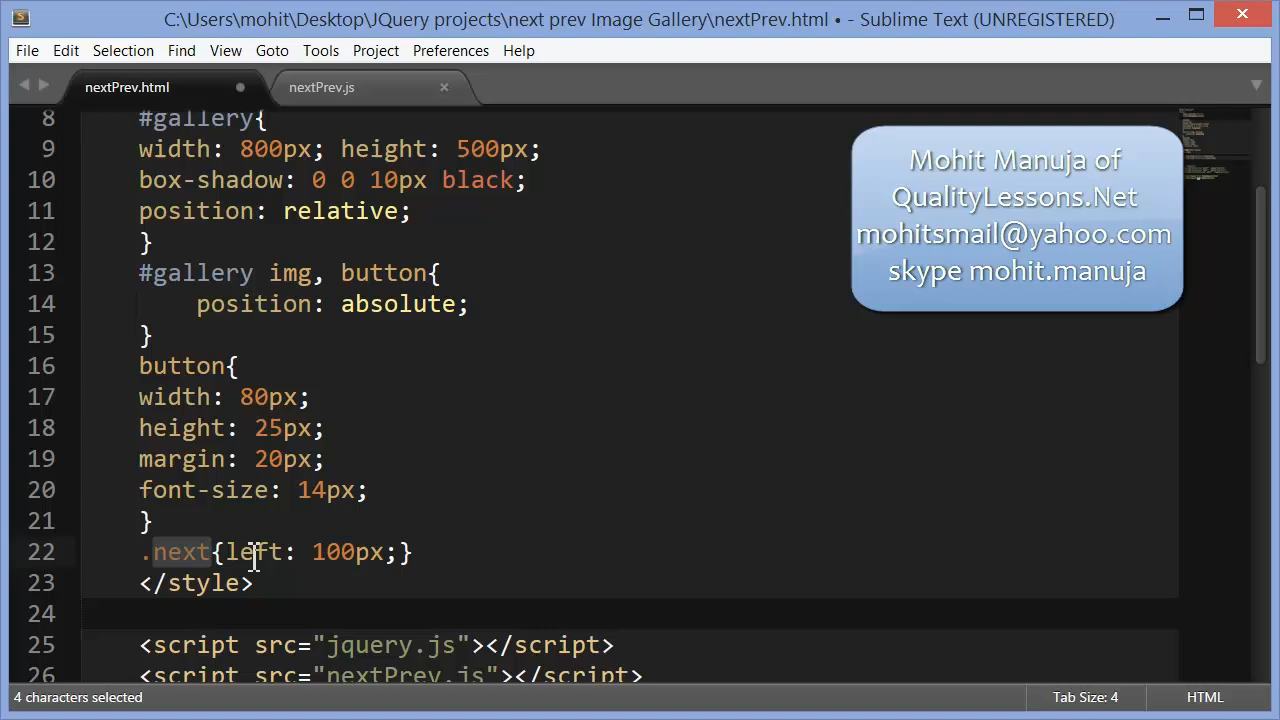 C:\Users\mohit\Desktop\JQuery projects\next prev Image Gallery\nextPrev.html • - Sublime Text (UNREGISTERED)
File Edit Selection Find View Goto Tools Project Preferences Help
nextPrev.html nextPrev.js
8 #gallery{
9 width: 800px; height: 500px;
10 box-shadow: 0 0 10px black;
11 position: relative;
12 }
13 #gallery img, button{
14 position: absolute;
15 }
16 button{
17 width: 80px;
18 height: 25px;
19 margin: 20px;
20 font-size: 14px;
21 }
22 .next{left: 100px;}
23 </style>
24
25 <script src="jquery.js"></script>
26 <script src="nextPrev.js"></script>
Mohit Manuja of
QualityLessons.Net
mohitsmail@yahoo.com
skype mohit.manuja
4 characters selected Tab Size: 4 HTML